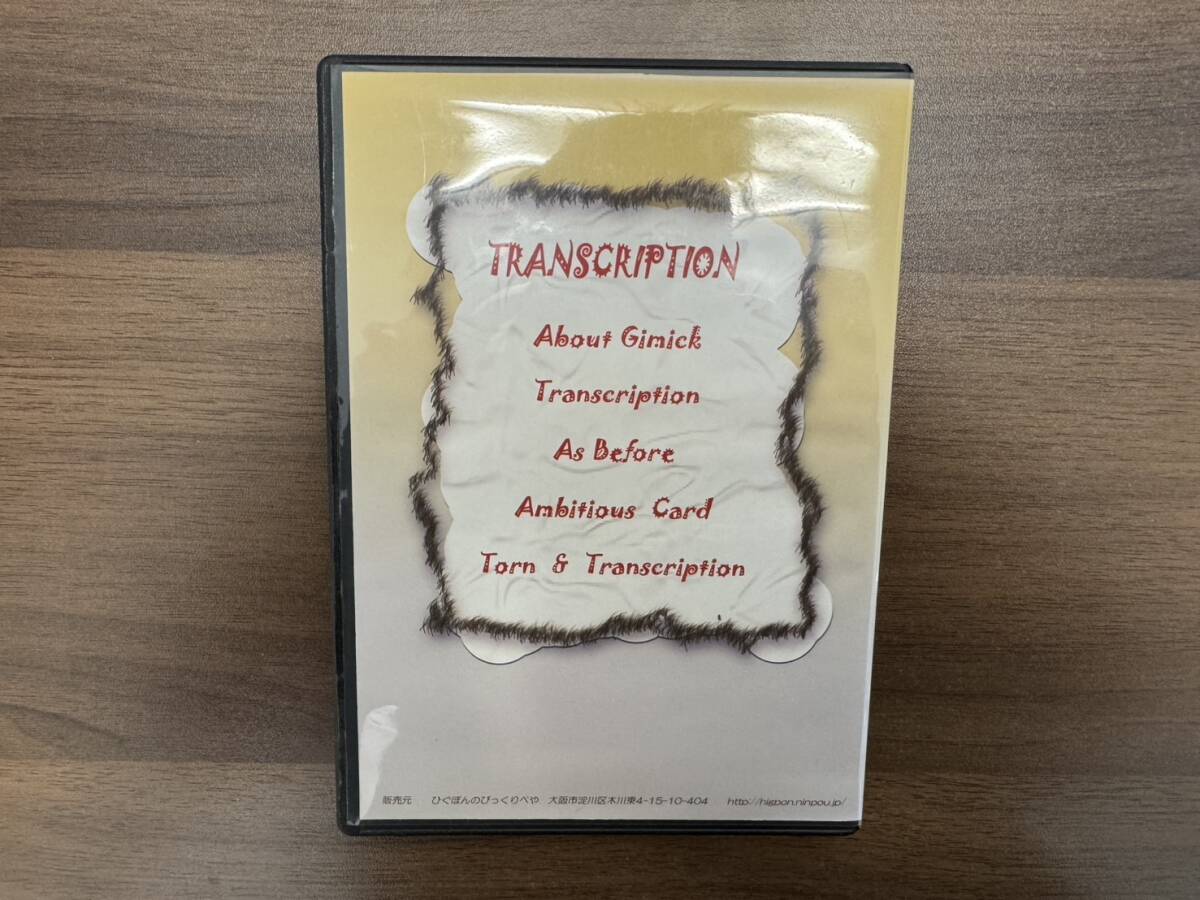 TRANSCRIPTION
About Gimick
Transcription
As Before
Ambitious Card
Torn & Transcription
販売元 ひぐぽんのびっくりべや 大阪市淀川区木川東4-15-10-404 http://higpon.ninpou.jp/